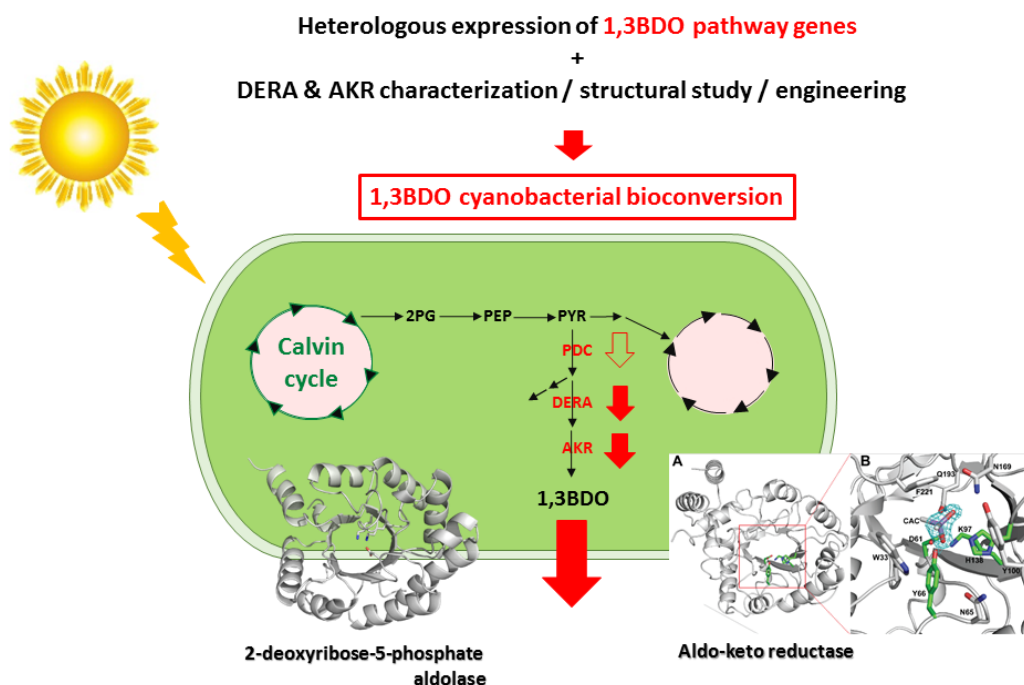 Heterologous expression of 1,3BDO pathway genes
+
DERA & AKR characterization / structural study / engineering
1,3BDO cyanobacterial bioconversion
Calvin
cycle
2PG
PEP
PYR
PDC
DERA
AKR
1,3BDO
A
B
N169
Q193
F221
CAC
K97
D61
W33
H138
Y100
Y66
N65
2-deoxyribose-5-phosphate
aldolase
Aldo-keto reductase